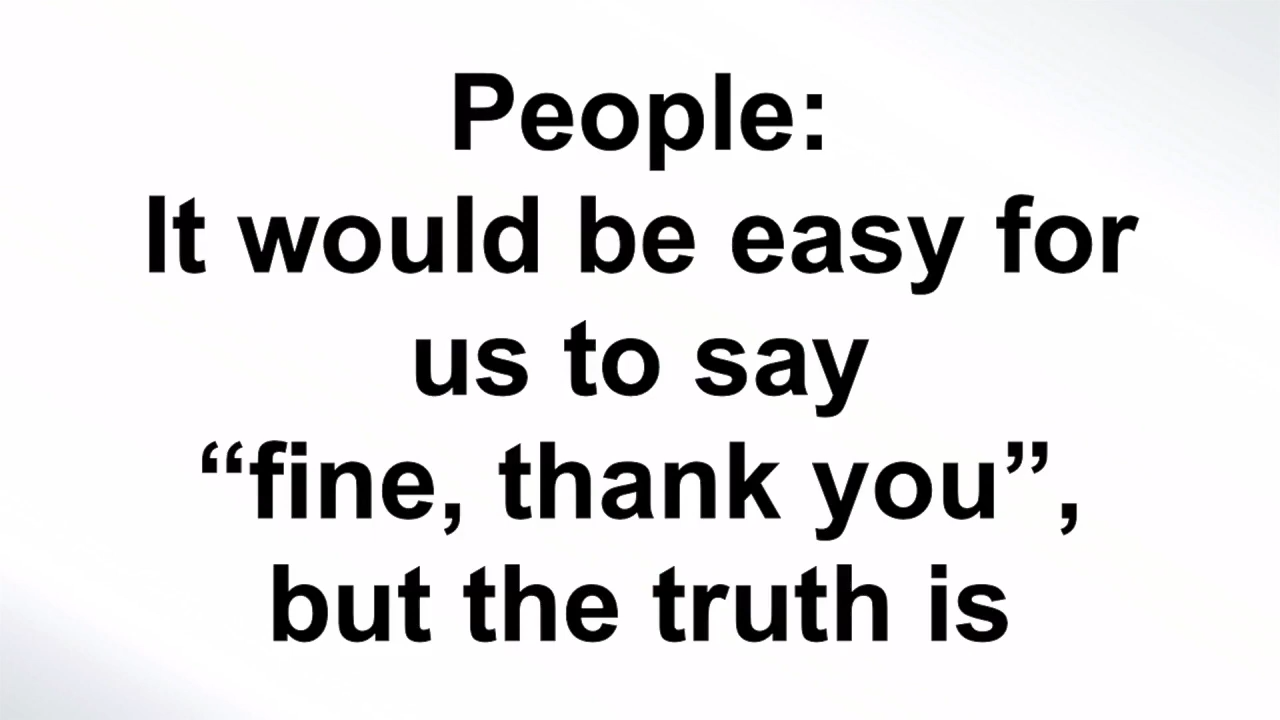 People:
It would be easy for
us to say
“fine, thank you”,
but the truth is